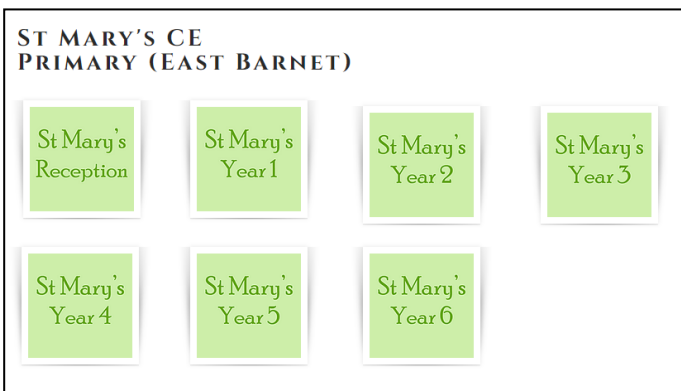 St Mary's CE
Primary (East Barnet)
St Mary's
Reception
St Mary's
Year 1
St Mary's
Year 2
St Mary's
Year 3
St Mary's
Year 4
St Mary's
Year 5
St Mary's
Year 6